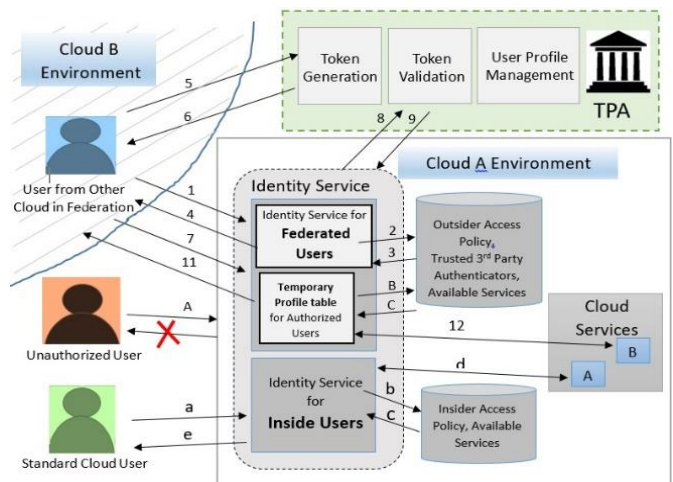 Cloud B
Environment
5
6
Token
Generation
Token
Validation
User Profile
Management
TPA
8
9
Cloud A Environment
User from Other
Cloud in Federation
1
4
7
11
Identity Service
Identity Service for
Federated
Users
2
3
Outsider Access
Policy,
Trusted 3rd Party
Authenticators,
Available Services
Temporary
Profile table
for Authorized
Users
B
C
12
Cloud
Services
B
A
d
A
Unauthorized User
Identity Service
for
Inside Users
b
c
Insider Access
Policy, Available
Services
a
e
Standard Cloud User